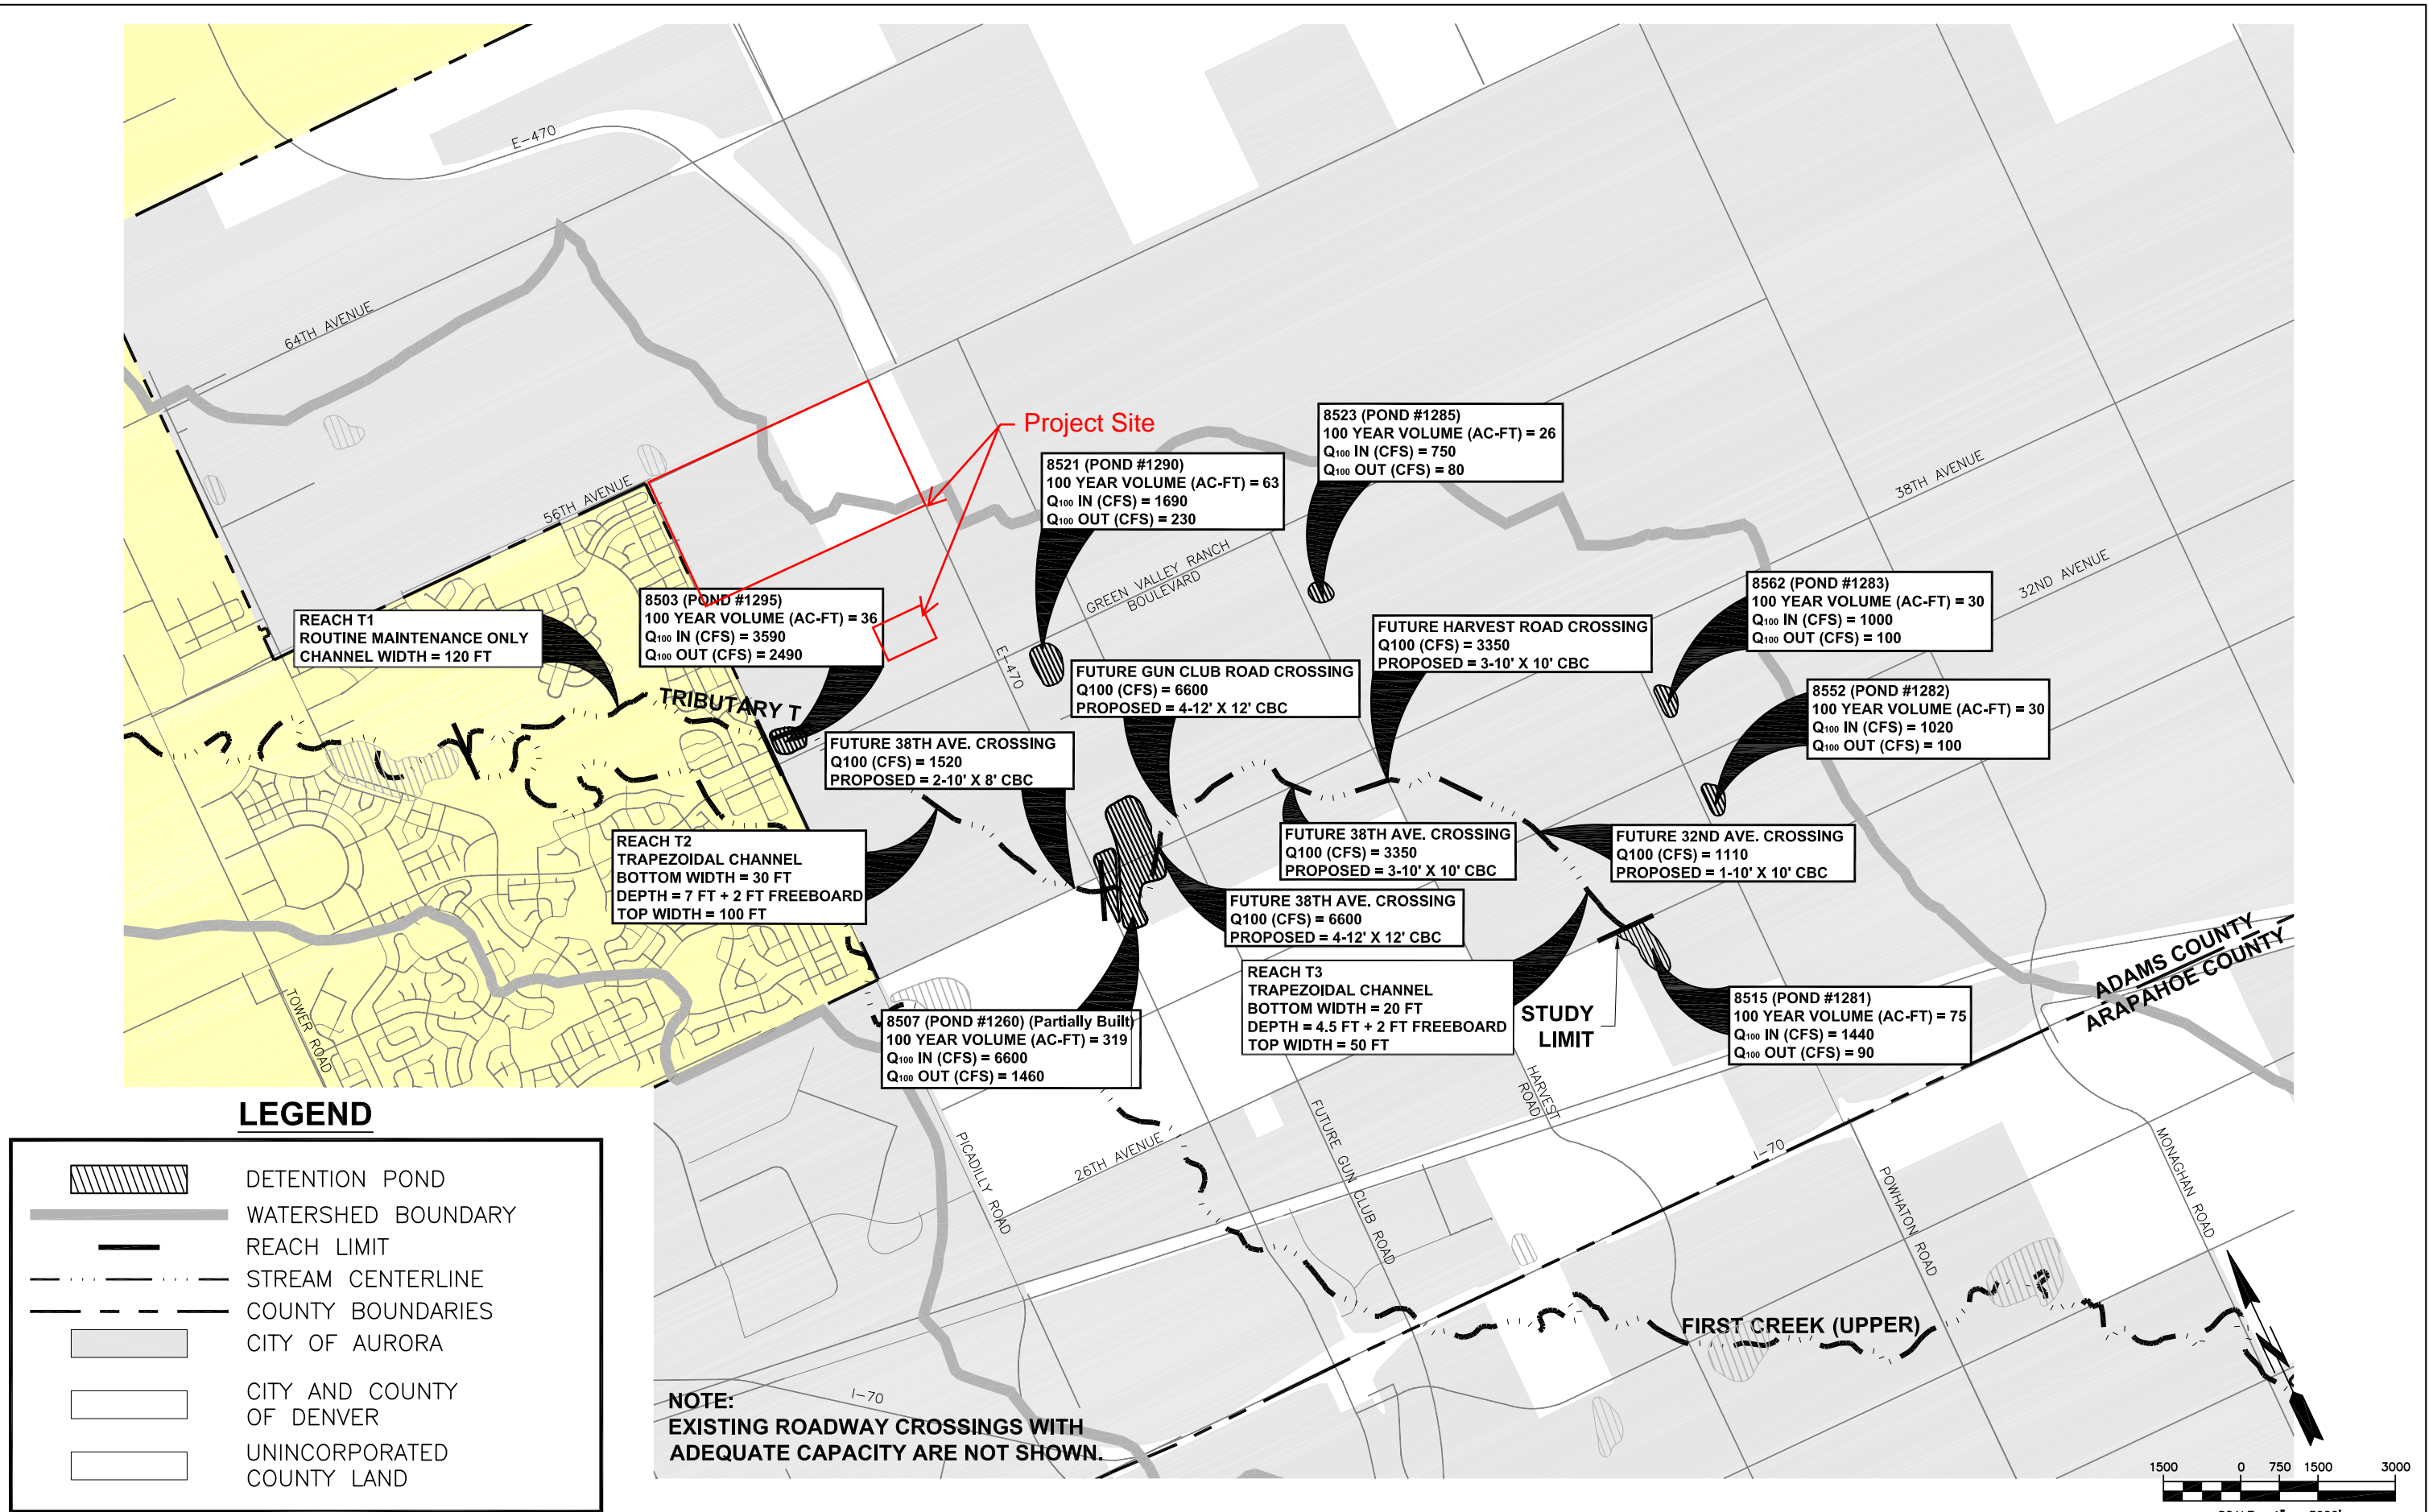 E-470
64TH AVENUE
56TH AVENUE
Project Site
8523 (POND #1285)
100 YEAR VOLUME (AC-FT) = 26
Q100 IN (CFS) = 750
Q100 OUT (CFS) = 80
8521 (POND #1290)
100 YEAR VOLUME (AC-FT) = 63
Q100 IN (CFS) = 1690
Q100 OUT (CFS) = 230
38TH AVENUE
32ND AVENUE
GREEN VALLEY RANCH
BOULEVARD
8562 (POND #1283)
100 YEAR VOLUME (AC-FT) = 30
Q100 IN (CFS) = 1000
Q100 OUT (CFS) = 100
REACH T1
ROUTINE MAINTENANCE ONLY
CHANNEL WIDTH = 120 FT
8503 (POND #1295)
100 YEAR VOLUME (AC-FT) = 36
Q100 IN (CFS) = 3590
Q100 OUT (CFS) = 2490
E-470
FUTURE HARVEST ROAD CROSSING
Q100 (CFS) = 3350
PROPOSED = 3-10' X 10' CBC
FUTURE GUN CLUB ROAD CROSSING
Q100 (CFS) = 6600
PROPOSED = 4-12' X 12' CBC
8552 (POND #1282)
100 YEAR VOLUME (AC-FT) = 30
Q100 IN (CFS) = 1020
Q100 OUT (CFS) = 100
TRIBUTARY T
FUTURE 38TH AVE. CROSSING
Q100 (CFS) = 1520
PROPOSED = 2-10' X 8' CBC
REACH T2
TRAPEZOIDAL CHANNEL
BOTTOM WIDTH = 30 FT
DEPTH = 7 FT + 2 FT FREEBOARD
TOP WIDTH = 100 FT
FUTURE 38TH AVE. CROSSING
Q100 (CFS) = 3350
PROPOSED = 3-10' X 10' CBC
FUTURE 32ND AVE. CROSSING
Q100 (CFS) = 1110
PROPOSED = 1-10' X 10' CBC
FUTURE 38TH AVE. CROSSING
Q100 (CFS) = 6600
PROPOSED = 4-12' X 12' CBC
REACH T3
TRAPEZOIDAL CHANNEL
BOTTOM WIDTH = 20 FT
DEPTH = 4.5 FT + 2 FT FREEBOARD
TOP WIDTH = 50 FT
STUDY
LIMIT
8515 (POND #1281)
100 YEAR VOLUME (AC-FT) = 75
Q100 IN (CFS) = 1440
Q100 OUT (CFS) = 90
ADAMS COUNTY
ARAPAHOE COUNTY
8507 (POND #1260) (Partially Built)
100 YEAR VOLUME (AC-FT) = 319
Q100 IN (CFS) = 6600
Q100 OUT (CFS) = 1460
TOWER ROAD
PICADILLY ROAD
26TH AVENUE
FUTURE GUN CLUB ROAD
HARVEST
ROAD
I-70
POWHATON ROAD
MONAGHAN ROAD
FIRST CREEK (UPPER)
I-70
LEGEND
DETENTION POND
WATERSHED BOUNDARY
REACH LIMIT
STREAM CENTERLINE
COUNTY BOUNDARIES
CITY OF AURORA
CITY AND COUNTY
OF DENVER
UNINCORPORATED
COUNTY LAND
NOTE:
EXISTING ROADWAY CROSSINGS WITH
ADEQUATE CAPACITY ARE NOT SHOWN.
N
1500 0 750 1500 3000